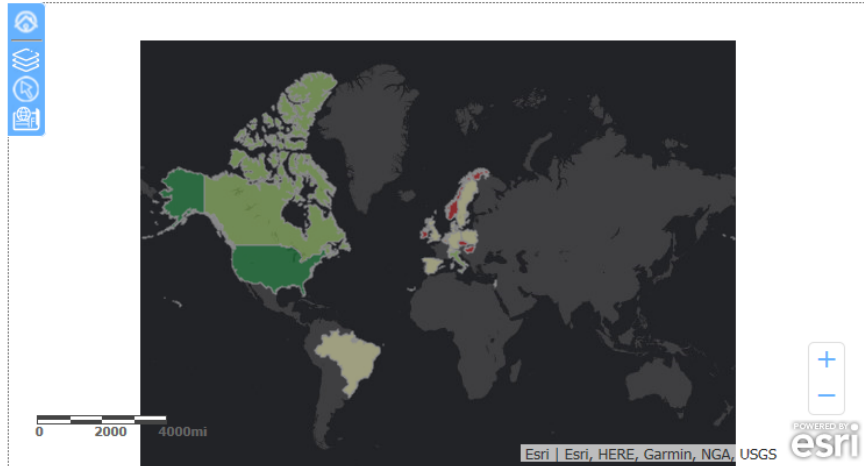 0 2000 4000mi
Esri | Esri, HERE, Garmin, NGA, USGS
POWERED BY
esri